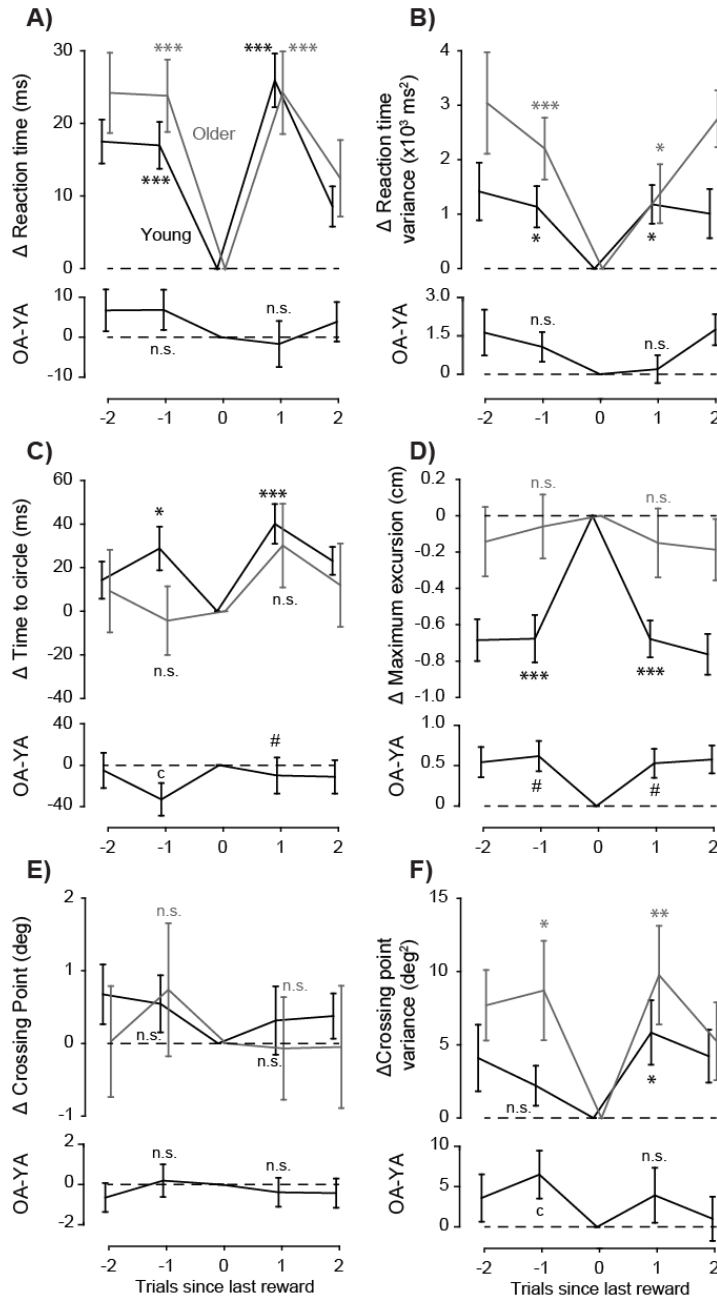 A)
Δ Reaction time (ms)
30
20
10
0
***
***
***
***
Older
Young
OA-YA
10
0
-10
n.s.
n.s.
-2 -1 0 1 2
B)
Δ Reaction time
variance (x10³ ms²)
4
3
2
1
0
***
*
*
*
OA-YA
3.0
1.5
0
n.s.
n.s.
-2 -1 0 1 2
C)
Δ Time to circle (ms)
60
40
20
0
-20
-40
*
***
n.s.
n.s.
OA-YA
40
0
-40
c
#
-2 -1 0 1 2
D)
Δ Maximum excursion (cm)
0.2
0
-0.2
-0.4
-0.6
-0.8
-1.0
n.s.
n.s.
***
***
OA-YA
1.0
0.5
0
#
#
-2 -1 0 1 2
E)
Δ Crossing Point (deg)
2
1
0
-1
n.s.
n.s.
n.s.
n.s.
OA-YA
2
0
-2
n.s.
n.s.
-2 -1 0 1 2
Trials since last reward
F)
ΔCrossing point
variance (deg²)
15
10
5
0
*
**
n.s.
*
OA-YA
10
5
0
c
n.s.
-2 -1 0 1 2
Trials since last reward